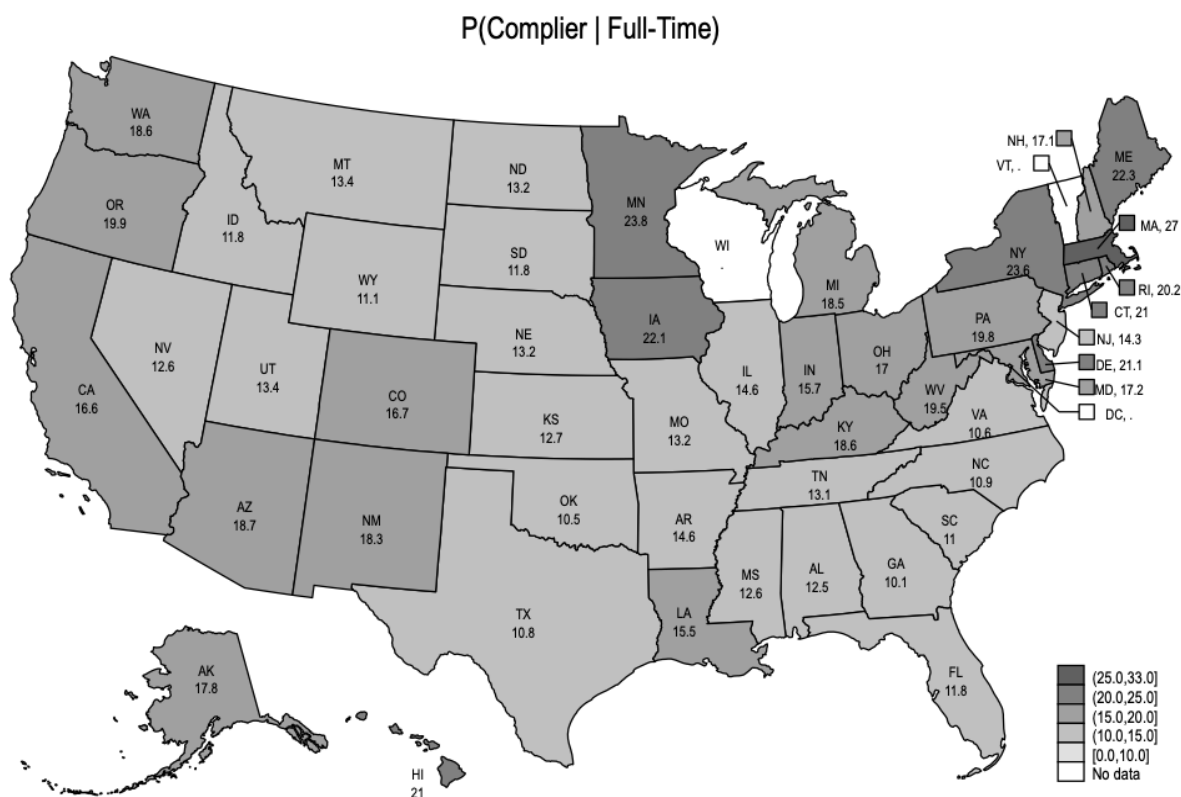 P(Complier | Full-Time)
WA
18.6
OR
19.9
CA
16.6
NV
12.6
ID
11.8
MT
13.4
WY
11.1
UT
13.4
CO
16.7
AZ
18.7
NM
18.3
ND
13.2
SD
11.8
NE
13.2
KS
12.7
OK
10.5
TX
10.8
MN
23.8
IA
22.1
MO
13.2
AR
14.6
LA
15.5
WI
.
IL
14.6
MI
18.5
IN
15.7
OH
17
KY
18.6
TN
13.1
MS
12.6
AL
12.5
GA
10.1
FL
11.8
SC
11
NC
10.9
VA
10.6
WV
19.5
PA
19.8
NY
23.6
ME
22.3
NH, 17.1
VT, .
MA, 27
RI, 20.2
CT, 21
NJ, 14.3
DE, 21.1
MD, 17.2
DC, .
AK
17.8
HI
21
(25.0,33.0]
(20.0,25.0]
(15.0,20.0]
(10.0,15.0]
[0.0,10.0]
No data